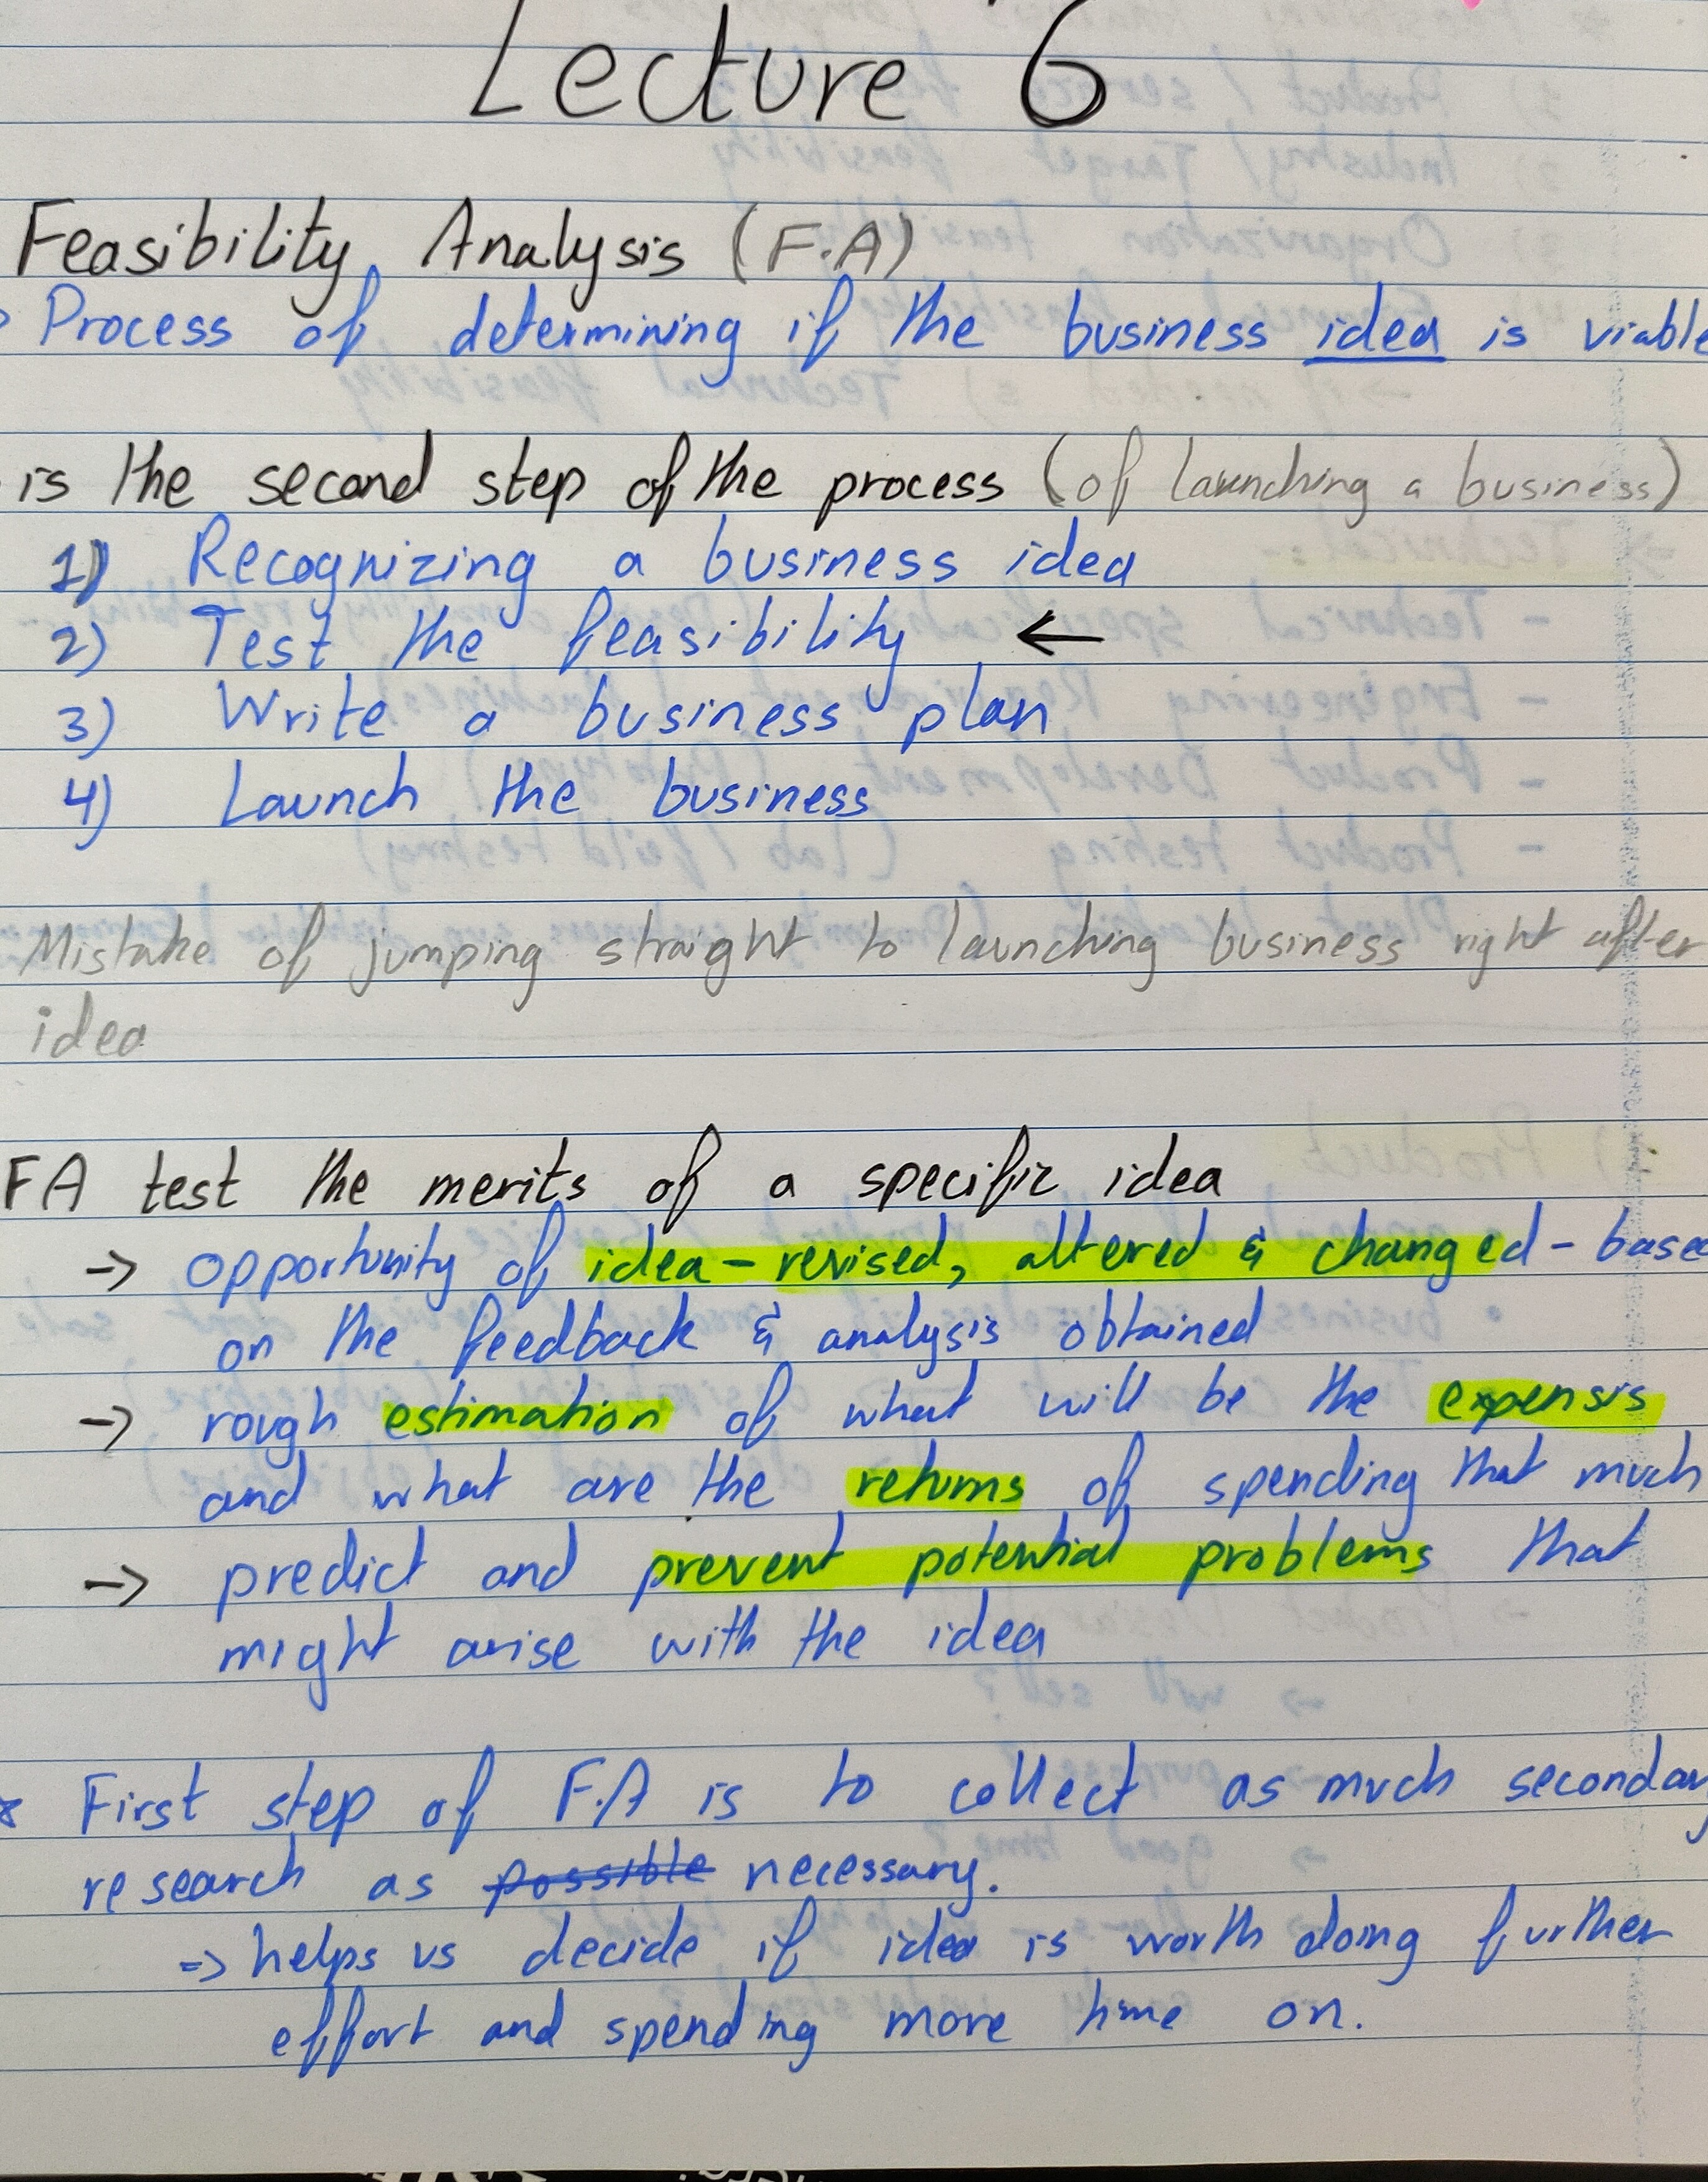 Lecture 6
Feasibility Analysis (F.A)
Process of determining if the business idea is viable
is the second step of the process (of launching a business)
1) Recognizing a business idea
2) Test the feasibility ←
3) Write a business plan
4) Launch the business
Mistake of jumping straight to launching business right after
idea
FA test the merits of a specific idea
→ opportunity of idea - revised, altered & changed - based
on the feedback & analysis obtained
→ rough estimation of what will be the expensis
and what are the returns of spending that much
→ predict and prevent potential problems that
might arise with the idea
* First step of F.A is to collect as much secondary
research as possible necessary.
⇒ helps us decide if idea is worth doing further
effort and spending more time on.